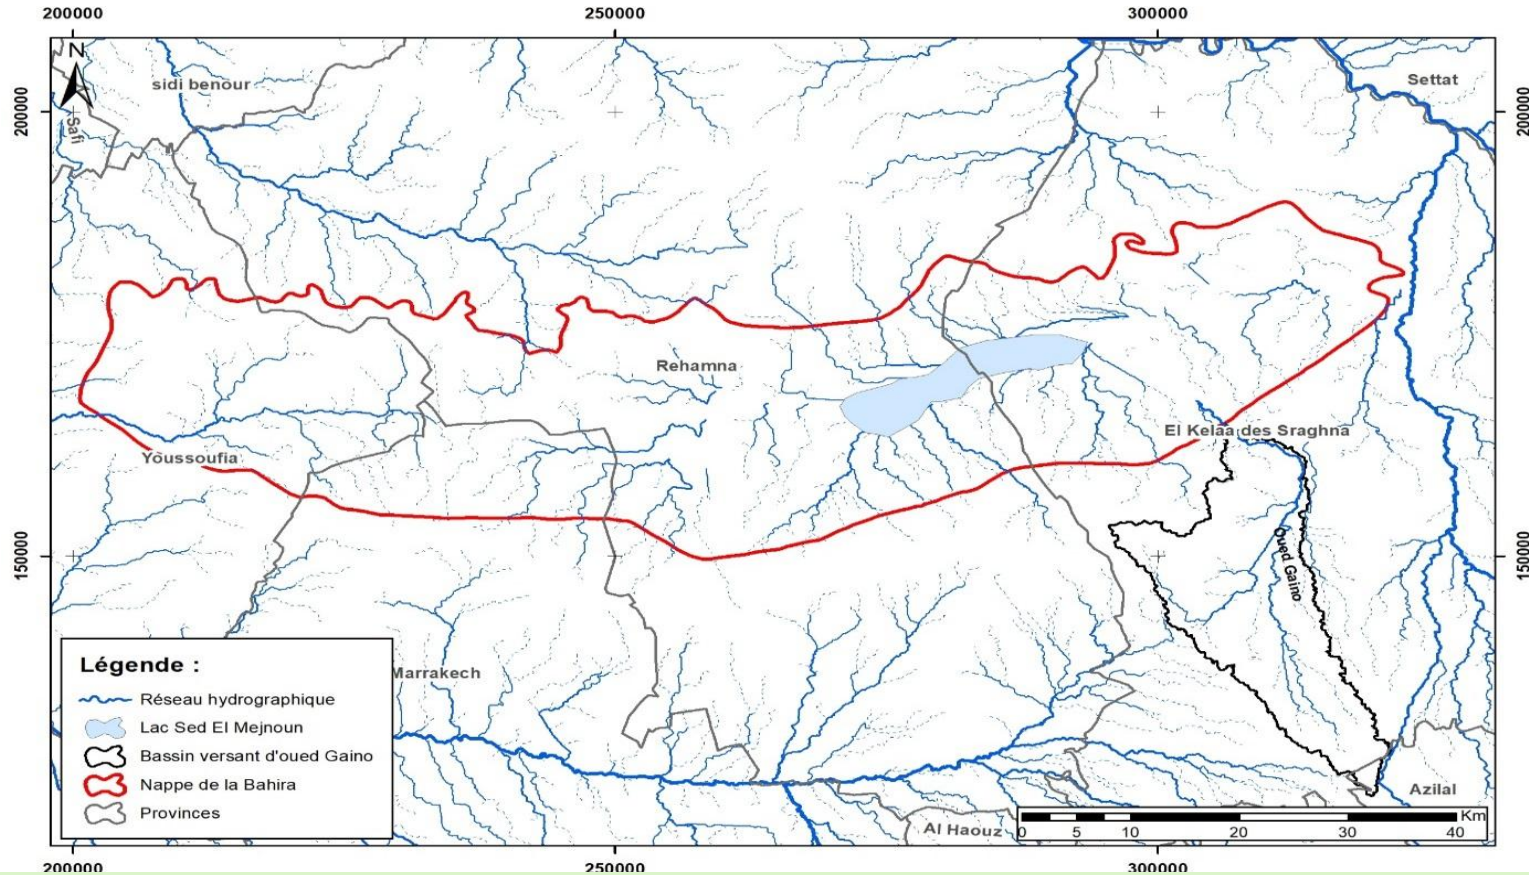 200000 250000 300000
N
sidi benour
Settat
Safi
200000
200000
Rehamna
El Kelaa des Sraghna
Youssoufia
150000
150000
Oued Gaino
Marrakech
Légende :
Réseau hydrographique
Lac Sed El Mejnoun
Bassin versant d'oued Gaino
Nappe de la Bahira
Provinces
Azilal
Al Haouz
Km
0 5 10 20 30 40
200000 250000 300000